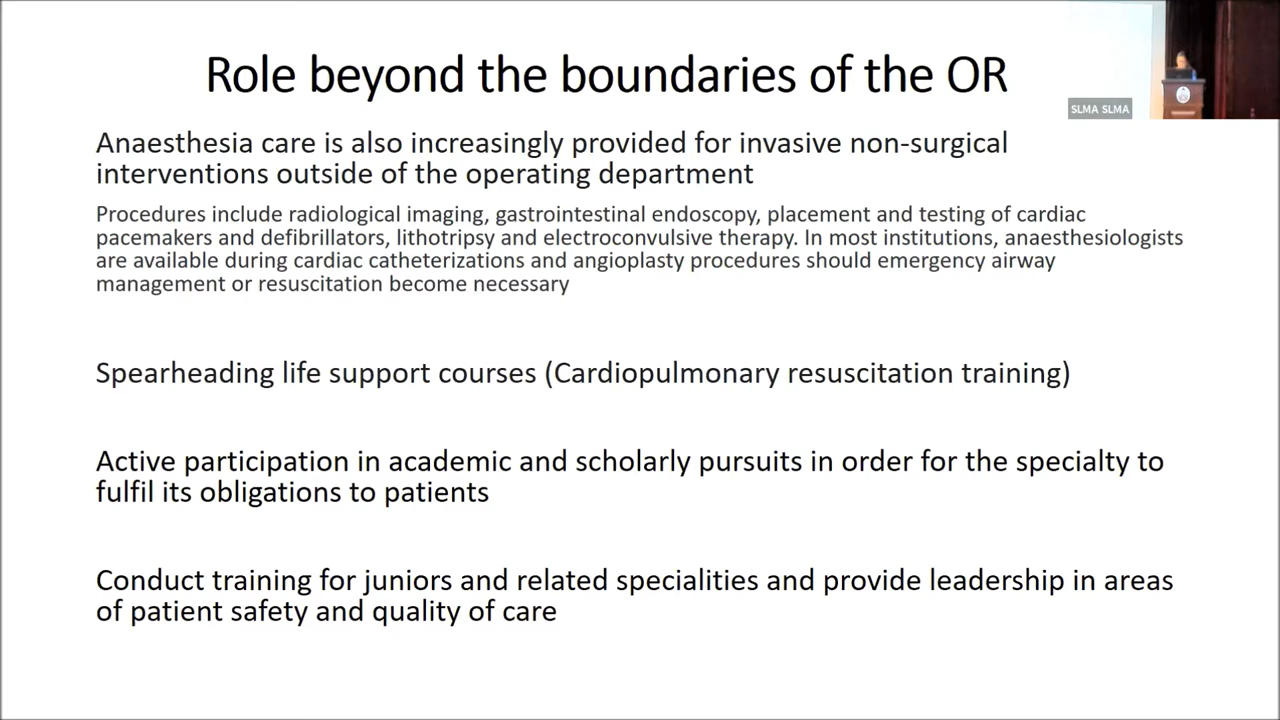 Role beyond the boundaries of the OR
SLMA SLMA
Anaesthesia care is also increasingly provided for invasive non-surgical
interventions outside of the operating department
Procedures include radiological imaging, gastrointestinal endoscopy, placement and testing of cardiac
pacemakers and defibrillators, lithotripsy and electroconvulsive therapy. In most institutions, anaesthesiologists
are available during cardiac catheterizations and angioplasty procedures should emergency airway
management or resuscitation become necessary
Spearheading life support courses (Cardiopulmonary resuscitation training)
Active participation in academic and scholarly pursuits in order for the specialty to
fulfil its obligations to patients
Conduct training for juniors and related specialities and provide leadership in areas
of patient safety and quality of care